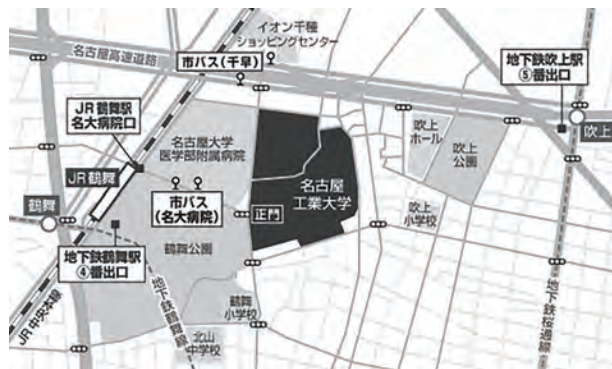 イオン千種
ショッピングセンター
名古屋高速道路
市バス(千早)
地下鉄吹上駅
⑤番出口
JR鶴舞駅
名大病院口
名古屋大学
医学部附属病院
吹上
ホール
吹上
公園
吹上
JR鶴舞
鶴舞
市バス
(名大病院)
正門
名古屋
工業大学
吹上
小学校
地下鉄鶴舞駅
④番出口
鶴舞公園
地下鉄鶴舞線
鶴舞
小学校
北山
中学校
JR中央本線
地下鉄桜通線